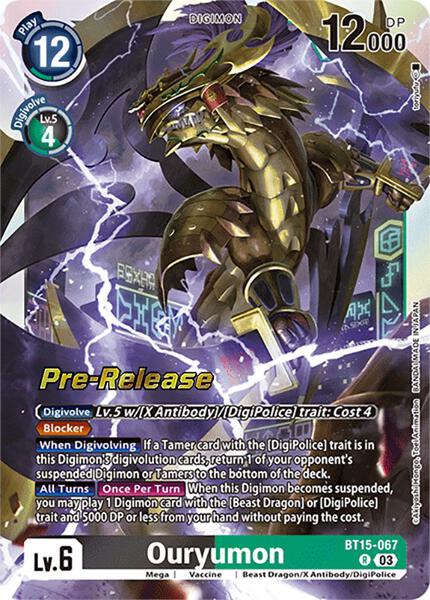 Play
12
DIGIMON
12000 DP
Digivolve
Lv.5
4
Pre-Release
Digivolve Lv.5 w/[X Antibody]/[DigiPolice] trait: Cost 4
Blocker
When Digivolving If a Tamer card with the [DigiPolice] trait is in
this Digimon's digivolution cards, return 1 of your opponent's
suspended Digimon or Tamers to the bottom of the deck.
All Turns Once Per Turn When this Digimon becomes suspended,
you may play 1 Digimon card with the [Beast Dragon] or [DigiPolice]
trait and 5000 DP or less from your hand without paying the cost.
©Akiyoshi Hongo, Toei Animation BANDAI MADE IN JAPAN
Lv.6
Ouryumon
BT15-067
R 03
Mega | Vaccine | Beast Dragon/X Antibody/DigiPolice